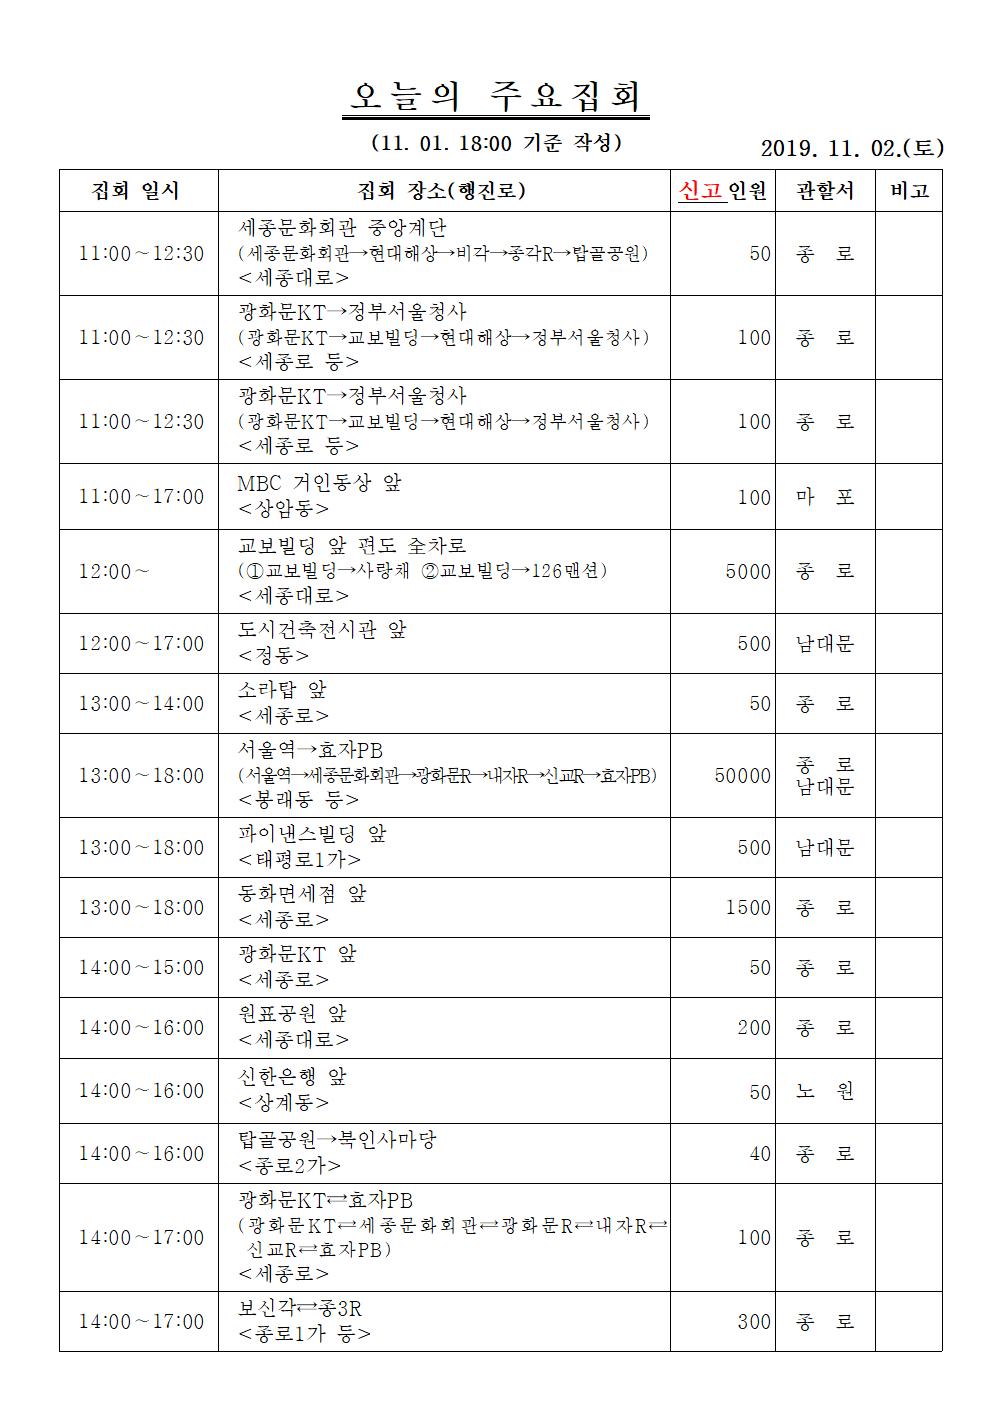 오늘의 주요집회
(11. 01. 18:00 기준 작성)
2019. 11. 02.(토)
집회 일시 집회 장소(행진로) 신고인원 관할서 비고
11:00~12:30 세종문화회관 중앙계단
(세종문화회관→현대해상→비각→종각R→탑골공원)
<세종대로> 50 종 로
11:00~12:30 광화문KT→정부서울청사
(광화문KT→교보빌딩→현대해상→정부서울청사)
<세종로 등> 100 종 로
11:00~12:30 광화문KT→정부서울청사
(광화문KT→교보빌딩→현대해상→정부서울청사)
<세종로 등> 100 종 로
11:00~17:00 MBC 거인동상 앞
<상암동> 100 마 포
12:00~ 교보빌딩 앞 편도 全차로
(①교보빌딩→사랑채 ②교보빌딩→126맨션)
<세종대로> 5000 종 로
12:00~17:00 도시건축전시관 앞
<정동> 500 남대문
13:00~14:00 소라탑 앞
<세종로> 50 종 로
13:00~18:00 서울역→효자PB
(서울역→세종문화회관→광화문R→내자R→신교R→효자PB)
<봉래동 등> 50000 종 로
남대문
13:00~18:00 파이낸스빌딩 앞
<태평로1가> 500 남대문
13:00~18:00 동화면세점 앞
<세종로> 1500 종 로
14:00~15:00 광화문KT 앞
<세종로> 50 종 로
14:00~16:00 원표공원 앞
<세종대로> 200 종 로
14:00~16:00 신한은행 앞
<상계동> 50 노 원
14:00~16:00 탑골공원→북인사마당
<종로2가> 40 종 로
14:00~17:00 광화문KT⇄효자PB
(광화문KT⇄세종문화회관⇄광화문R⇄내자R⇄
신교R⇄효자PB)
<세종로> 100 종 로
14:00~17:00 보신각⇄종3R
<종로1가 등> 300 종 로